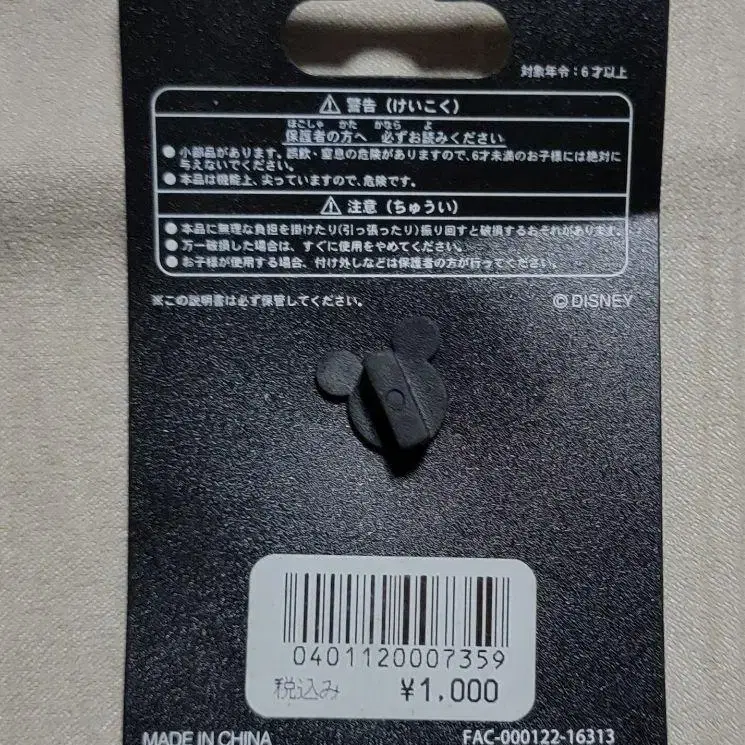 対象年令：6才以上
⚠ 警告（けいこく）
ほごしゃ かた かなら よ
保護者の方へ 必ずお読みください
● 小部品があります。誤飲・窒息の危険がありますので、6才未満のお子様には絶対に
与えないでください。
● 本品は機能上、尖っていますので、危険です。
⚠ 注意（ちゅうい）
● 本品に無理な負担を掛けたり(引っ張ったり)振り回すと破損するおそれがあります。
● 万一破損した場合は、すぐに使用をやめてください。
● お子様が使用する場合、付け外しなどは保護者の方が行ってください。
※この説明書は必ず保管してください。
© DISNEY
0401120007359
税込み ¥1,000
MADE IN CHINA
FAC-000122-16313